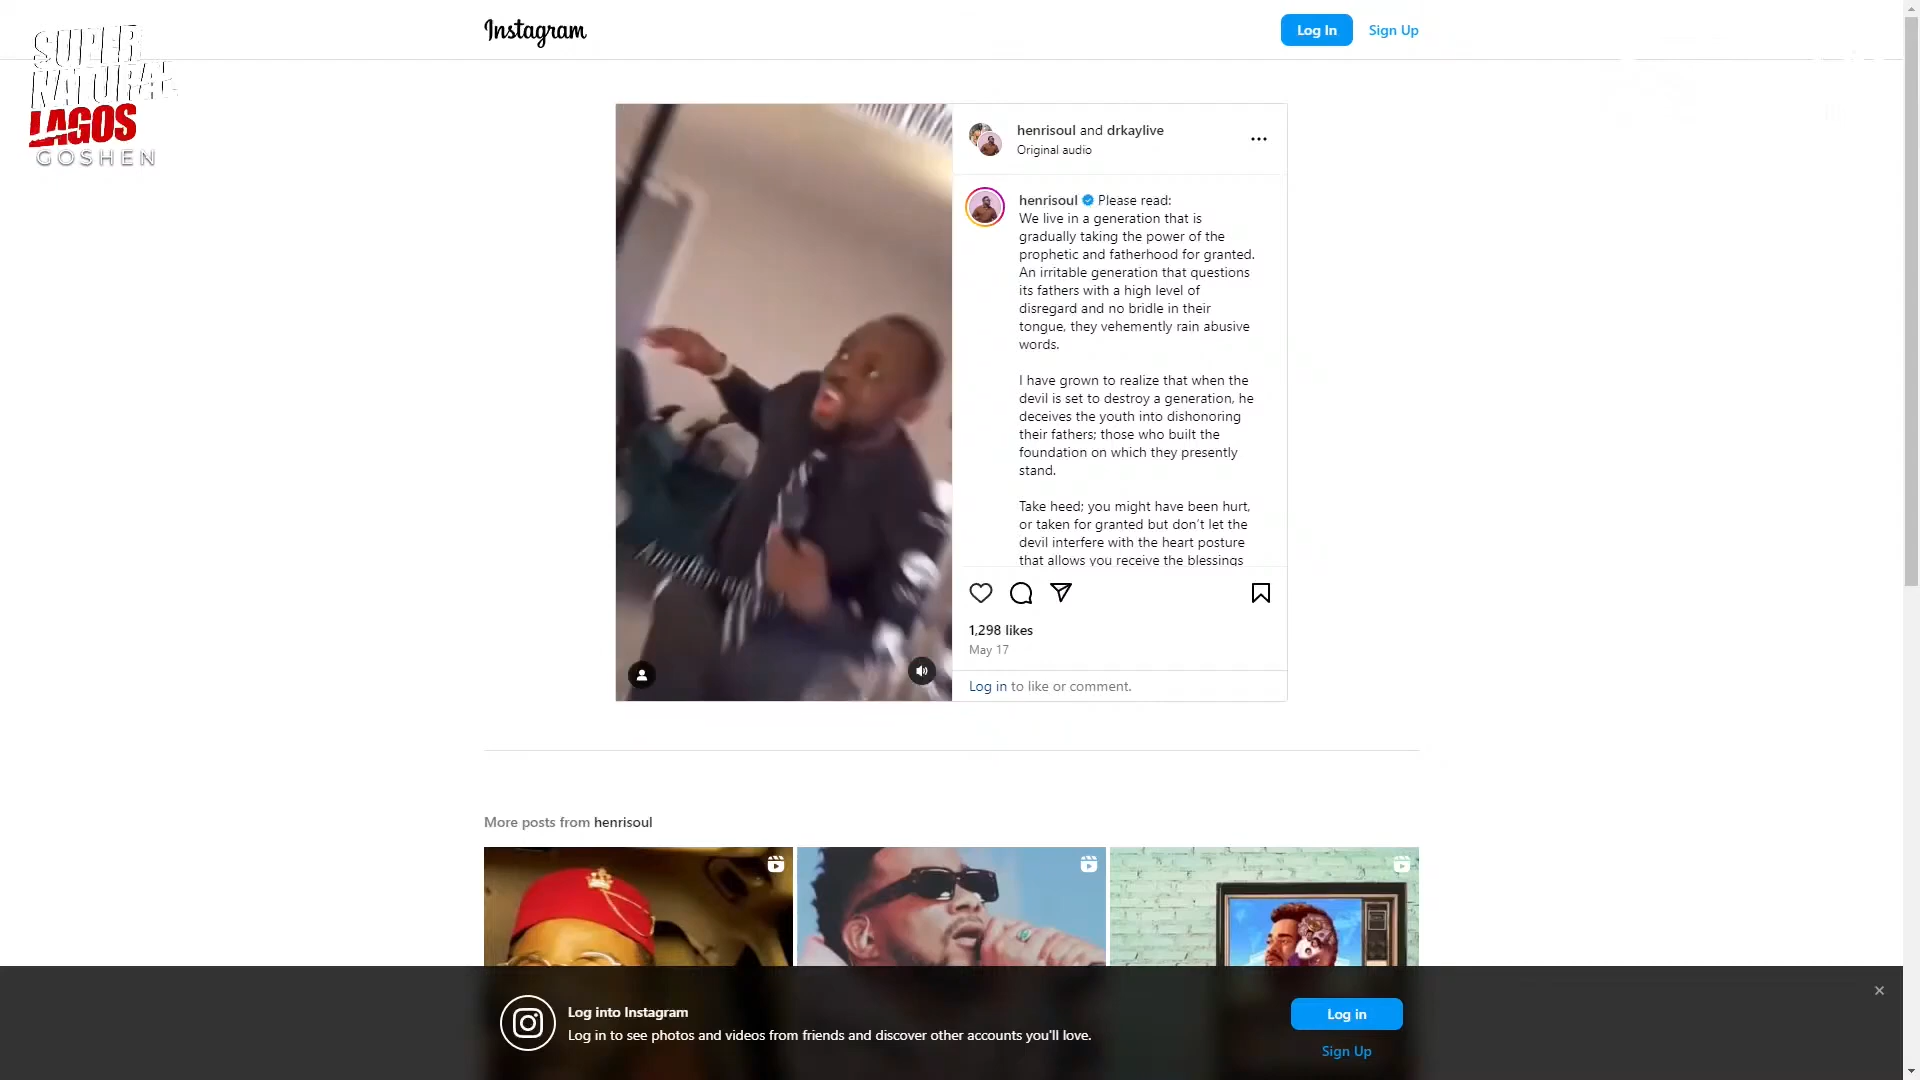 SUPER
NATURAL
LAGOS
GOSHEN
Instagram
Log In
Sign Up
henrisoul and drkaylive
Original audio
henrisoul Please read:
We live in a generation that is
gradually taking the power of the
prophetic and fatherhood for granted.
An irritable generation that questions
its fathers with a high level of
disregard and no bridle in their
tongue, they vehemently rain abusive
words.
I have grown to realize that when the
devil is set to destroy a generation, he
deceives the youth into dishonoring
their fathers; those who built the
foundation on which they presently
stand.
Take heed; you might have been hurt,
or taken for granted but don’t let the
devil interfere with the heart posture
that allows you receive the blessings
1,298 likes
May 17
Log in to like or comment.
More posts from henrisoul
Log into Instagram
Log in to see photos and videos from friends and discover other accounts you'll love.
Log in
Sign Up